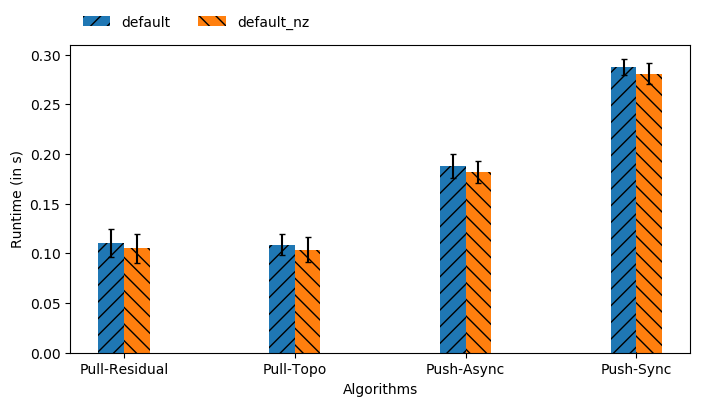 default default_nz
0.30
0.25
0.20
0.15
0.10
0.05
0.00
Runtime (in s)
Pull-Residual Pull-Topo Push-Async Push-Sync
Algorithms